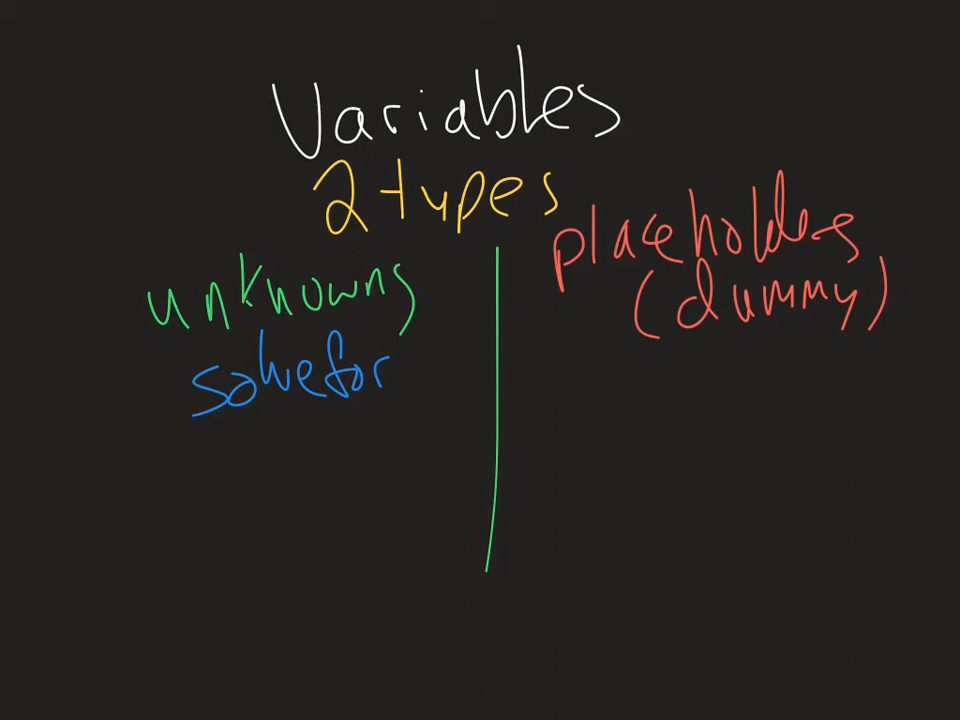 Variables
2 types
unknowns
solve for
placeholders
(dummy)